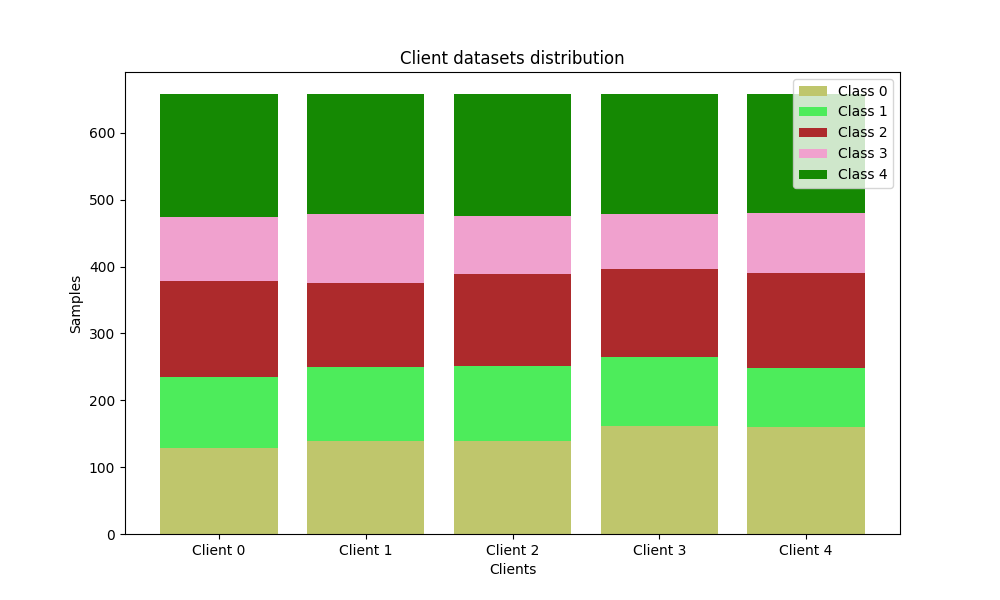 Client datasets distribution
Class 0
Class 1
Class 2
Class 3
Class 4
Samples
600
500
400
300
200
100
0
Client 0
Client 1
Client 2
Client 3
Client 4
Clients